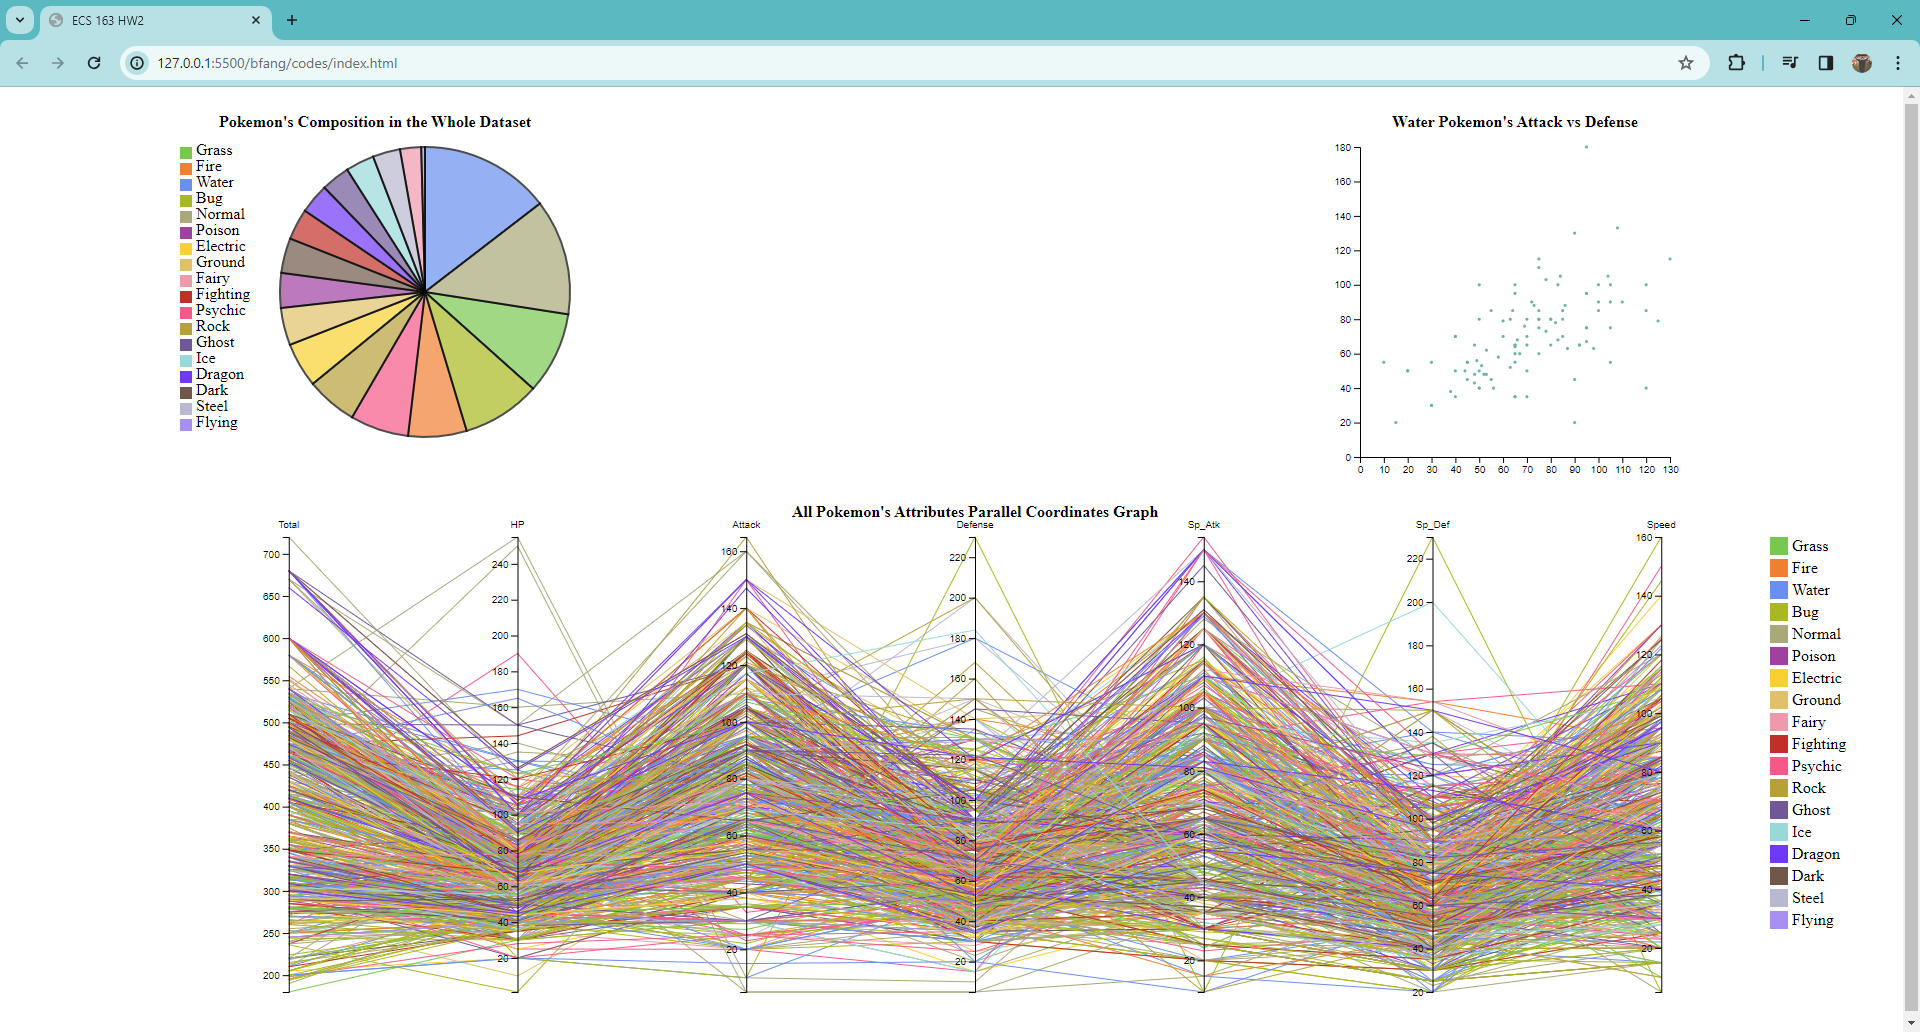 ECS 163 HW2
127.0.0.1:5500/bfang/codes/index.html
Pokemon's Composition in the Whole Dataset
Grass
Fire
Water
Bug
Normal
Poison
Electric
Ground
Fairy
Fighting
Psychic
Rock
Ghost
Ice
Dragon
Dark
Steel
Flying
Water Pokemon's Attack vs Defense
180
160
140
120
100
80
60
40
20
0
0 10 20 30 40 50 60 70 80 90 100 110 120 130
All Pokemon's Attributes Parallel Coordinates Graph
Total HP Attack Defense Sp_Atk Sp_Def Speed
700
650
600
550
500
450
400
350
300
250
200
240
220
200
180
160
140
120
100
80
60
40
20
160
140
120
100
80
60
40
20
220
200
180
160
140
120
100
80
60
40
20
140
120
100
80
60
40
20
220
200
180
160
140
120
100
80
60
40
20
160
140
120
100
80
60
40
20
Grass
Fire
Water
Bug
Normal
Poison
Electric
Ground
Fairy
Fighting
Psychic
Rock
Ghost
Ice
Dragon
Dark
Steel
Flying